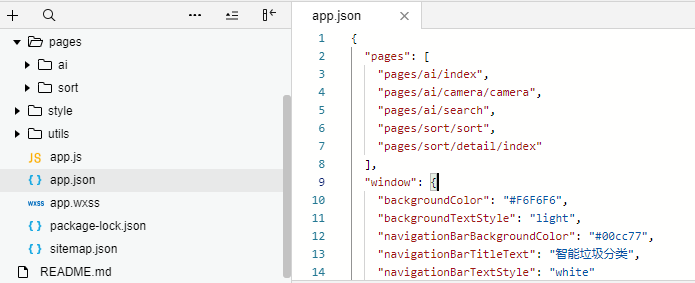 pages
ai
sort
style
utils
JS app.js
{ } app.json
wxss app.wxss
{ } package-lock.json
{ } sitemap.json
README.md
app.json ×
1 {
2 "pages": [
3 "pages/ai/index",
4 "pages/ai/camera/camera",
5 "pages/ai/search",
6 "pages/sort/sort",
7 "pages/sort/detail/index"
8 ],
9 "window": {
10 "backgroundColor": "#F6F6F6",
11 "backgroundTextStyle": "light",
12 "navigationBarBackgroundColor": "#00cc77",
13 "navigationBarTitleText": "智能垃圾分类",
14 "navigationBarTextStyle": "white"